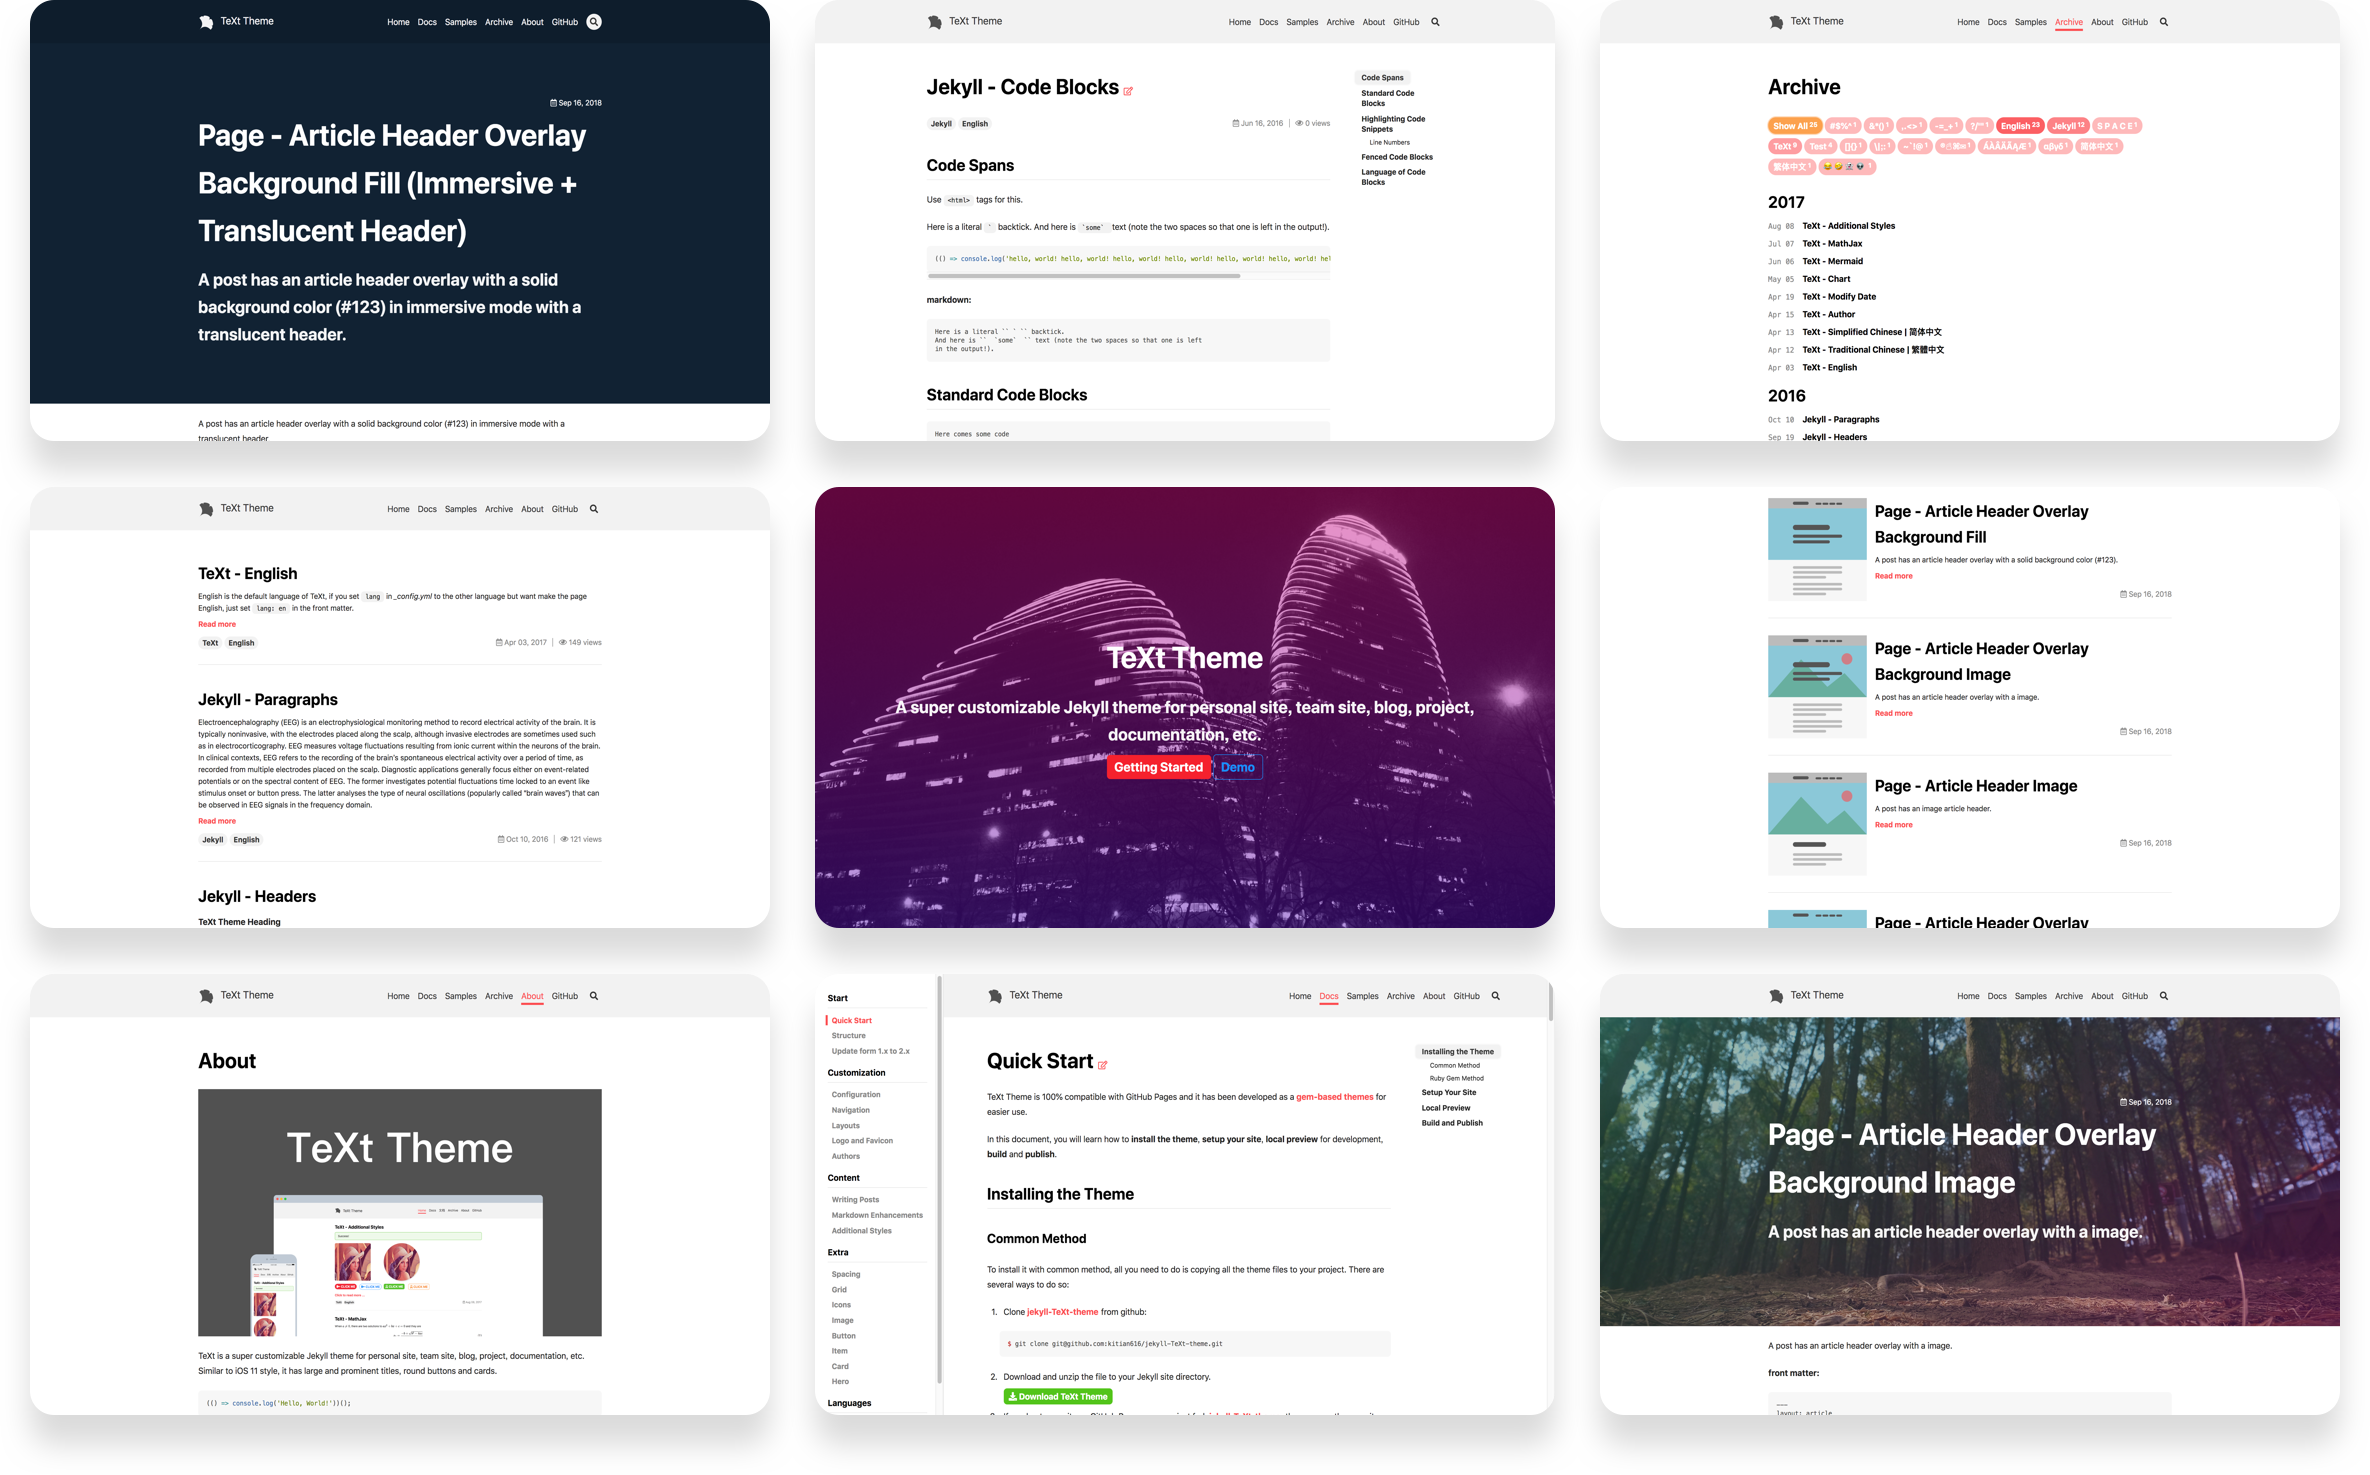 TeXt Theme
Home Docs Samples Archive About GitHub
Sep 16, 2018
Page - Article Header Overlay
Background Fill (Immersive +
Translucent Header)
A post has an article header overlay with a solid
background color (#123) in immersive mode with a
translucent header.
A post has an article header overlay with a solid background color (#123) in immersive mode with a
translucent header.
TeXt Theme
Home Docs Samples Archive About GitHub
Jekyll - Code Blocks
Jekyll English
Jun 16, 2016 | 0 views
Code Spans
Use <html> tags for this.
Here is a literal ` backtick. And here is `some` text (note the two spaces so that one is left in the output!).
(() => console.log('hello, world! hello, world! hello, world! hello, world! hello, world! hello, world! hel
markdown:
Here is a literal `` ` `` backtick.
And here is ``  `some`  `` text (note the two spaces so that one is left
in the output!).
Standard Code Blocks
Here comes some code
Code Spans
Standard Code
Blocks
Highlighting Code
Snippets
Line Numbers
Fenced Code Blocks
Language of Code
Blocks
TeXt Theme
Home Docs Samples Archive About GitHub
Archive
Show All 25 #$%^ 1 &*() 1 ,.<> 1 -=_+ 1 ?/"' 1 English 23 Jekyll 12 S P A C E 1
TeXt 9 Test 4 []{} 1 \|;: 1 ~`!@ 1 αβγδ 1 简体中文 1
繁体中文 1
2017
Aug 08 TeXt - Additional Styles
Jul 07 TeXt - MathJax
Jun 06 TeXt - Mermaid
May 05 TeXt - Chart
Apr 19 TeXt - Modify Date
Apr 15 TeXt - Author
Apr 13 TeXt - Simplified Chinese | 简体中文
Apr 12 TeXt - Traditional Chinese | 繁體中文
Apr 03 TeXt - English
2016
Oct 10 Jekyll - Paragraphs
Sep 19 Jekyll - Headers
TeXt Theme
Home Docs Samples Archive About GitHub
TeXt - English
English is the default language of TeXt, if you set lang in _config.yml to the other language but want make the page
English, just set lang: en in the front matter.
Read more
TeXt English
Apr 03, 2017 | 149 views
Jekyll - Paragraphs
Electroencephalography (EEG) is an electrophysiological monitoring method to record electrical activity of the brain. It is
typically noninvasive, with the electrodes placed along the scalp, although invasive electrodes are sometimes used such
as in electrocorticography. EEG measures voltage fluctuations resulting from ionic current within the neurons of the brain.
In clinical contexts, EEG refers to the recording of the brain's spontaneous electrical activity over a period of time, as
recorded from multiple electrodes placed on the scalp. Diagnostic applications generally focus either on event-related
potentials or on the spectral content of EEG. The former investigates potential fluctuations time locked to an event like
stimulus onset or button press. The latter analyses the type of neural oscillations (popularly called "brain waves") that can
be observed in EEG signals in the frequency domain.
Read more
Jekyll English
Oct 10, 2016 | 121 views
Jekyll - Headers
TeXt Theme Heading
TeXt Theme
A super customizable Jekyll theme for personal site, team site, blog, project,
documentation, etc.
Getting Started Demo
Page - Article Header Overlay
Background Fill
A post has an article header overlay with a solid background color (#123).
Read more
Sep 16, 2018
Page - Article Header Overlay
Background Image
A post has an article header overlay with a image.
Read more
Sep 16, 2018
Page - Article Header Image
A post has an image article header.
Read more
Sep 16, 2018
Page - Article Header Overlay
TeXt Theme
Home Docs Samples Archive About GitHub
About
TeXt Theme
TeXt Theme
TeXt - Additional Styles
TeXt - MathJax
TeXt is a super customizable Jekyll theme for personal site, team site, blog, project, documentation, etc.
Similar to iOS 11 style, it has large and prominent titles, round buttons and cards.
(() => console.log('Hello, World!'))();
Start
Quick Start
Structure
Update form 1.x to 2.x
Customization
Configuration
Navigation
Layouts
Logo and Favicon
Authors
Content
Writing Posts
Markdown Enhancements
Additional Styles
Extra
Spacing
Grid
Icons
Image
Button
Item
Card
Hero
Languages
TeXt Theme
Home Docs Samples Archive About GitHub
Quick Start
TeXt Theme is 100% compatible with GitHub Pages and it has been developed as a gem-based themes for
easier use.
In this document, you will learn how to install the theme, setup your site, local preview for development,
build and publish.
Installing the Theme
Common Method
To install it with common method, all you need to do is copying all the theme files to your project. There are
several ways to do so:
1. Clone jekyll-TeXt-theme from github:
$ git clone git@github.com:kitian616/jekyll-TeXt-theme.git
2. Download and unzip the file to your Jekyll site directory.
Download TeXt Theme
Installing the Theme
Common Method
Ruby Gem Method
Setup Your Site
Local Preview
Build and Publish
TeXt Theme
Home Docs Samples Archive About GitHub
Sep 16, 2018
Page - Article Header Overlay
Background Image
A post has an article header overlay with a image.
A post has an article header overlay with a image.
front matter:
---
layout: article